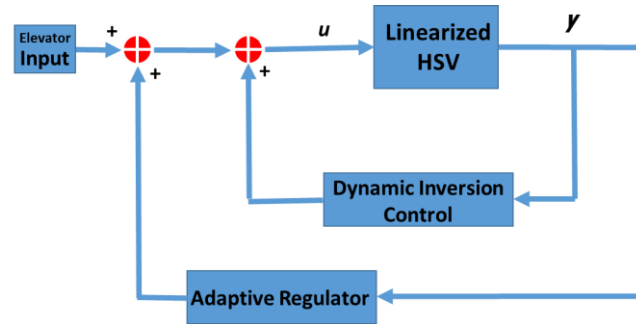 Elevator
Input
+
+
+
u
Linearized
HSV
y
Dynamic Inversion
Control
Adaptive Regulator